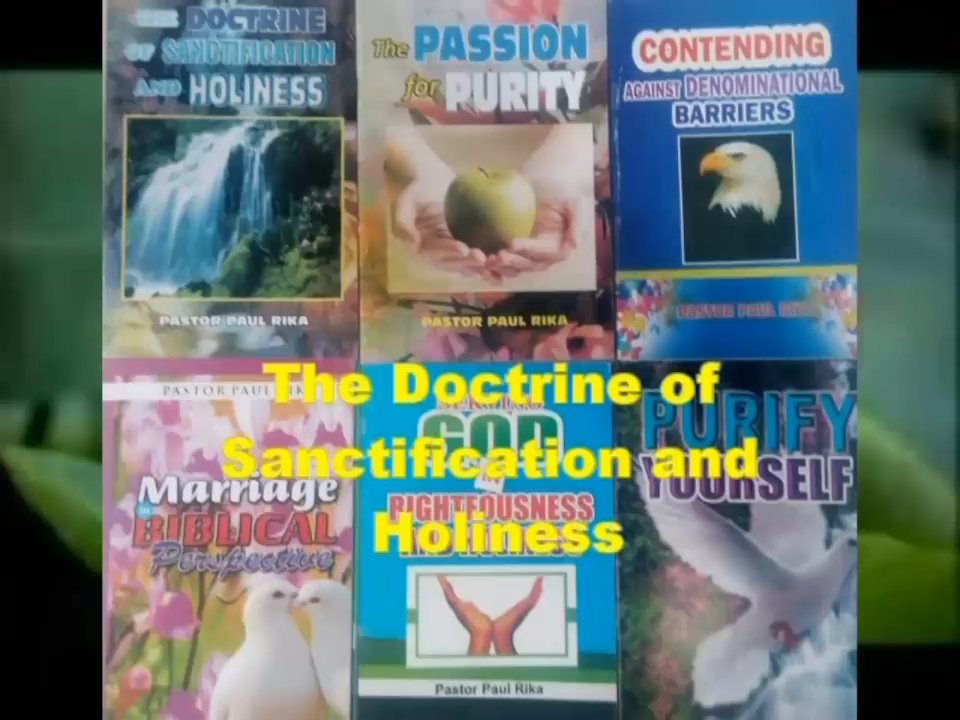 THE DOCTRINE
OF SANCTIFICATION
AND HOLINESS
PASTOR PAUL RIKA
The PASSION
for PURITY
PASTOR PAUL RIKA
CONTENDING
AGAINST DENOMINATIONAL
BARRIERS
PASTOR PAUL RIKA
PASTOR PAUL
Marriage
BIBLICAL
Perspective
GOD
IN
RIGHTEOUSNESS
Pastor Paul Rika
PURIFY
YOURSELF
The Doctrine of
Sanctification and
Holiness